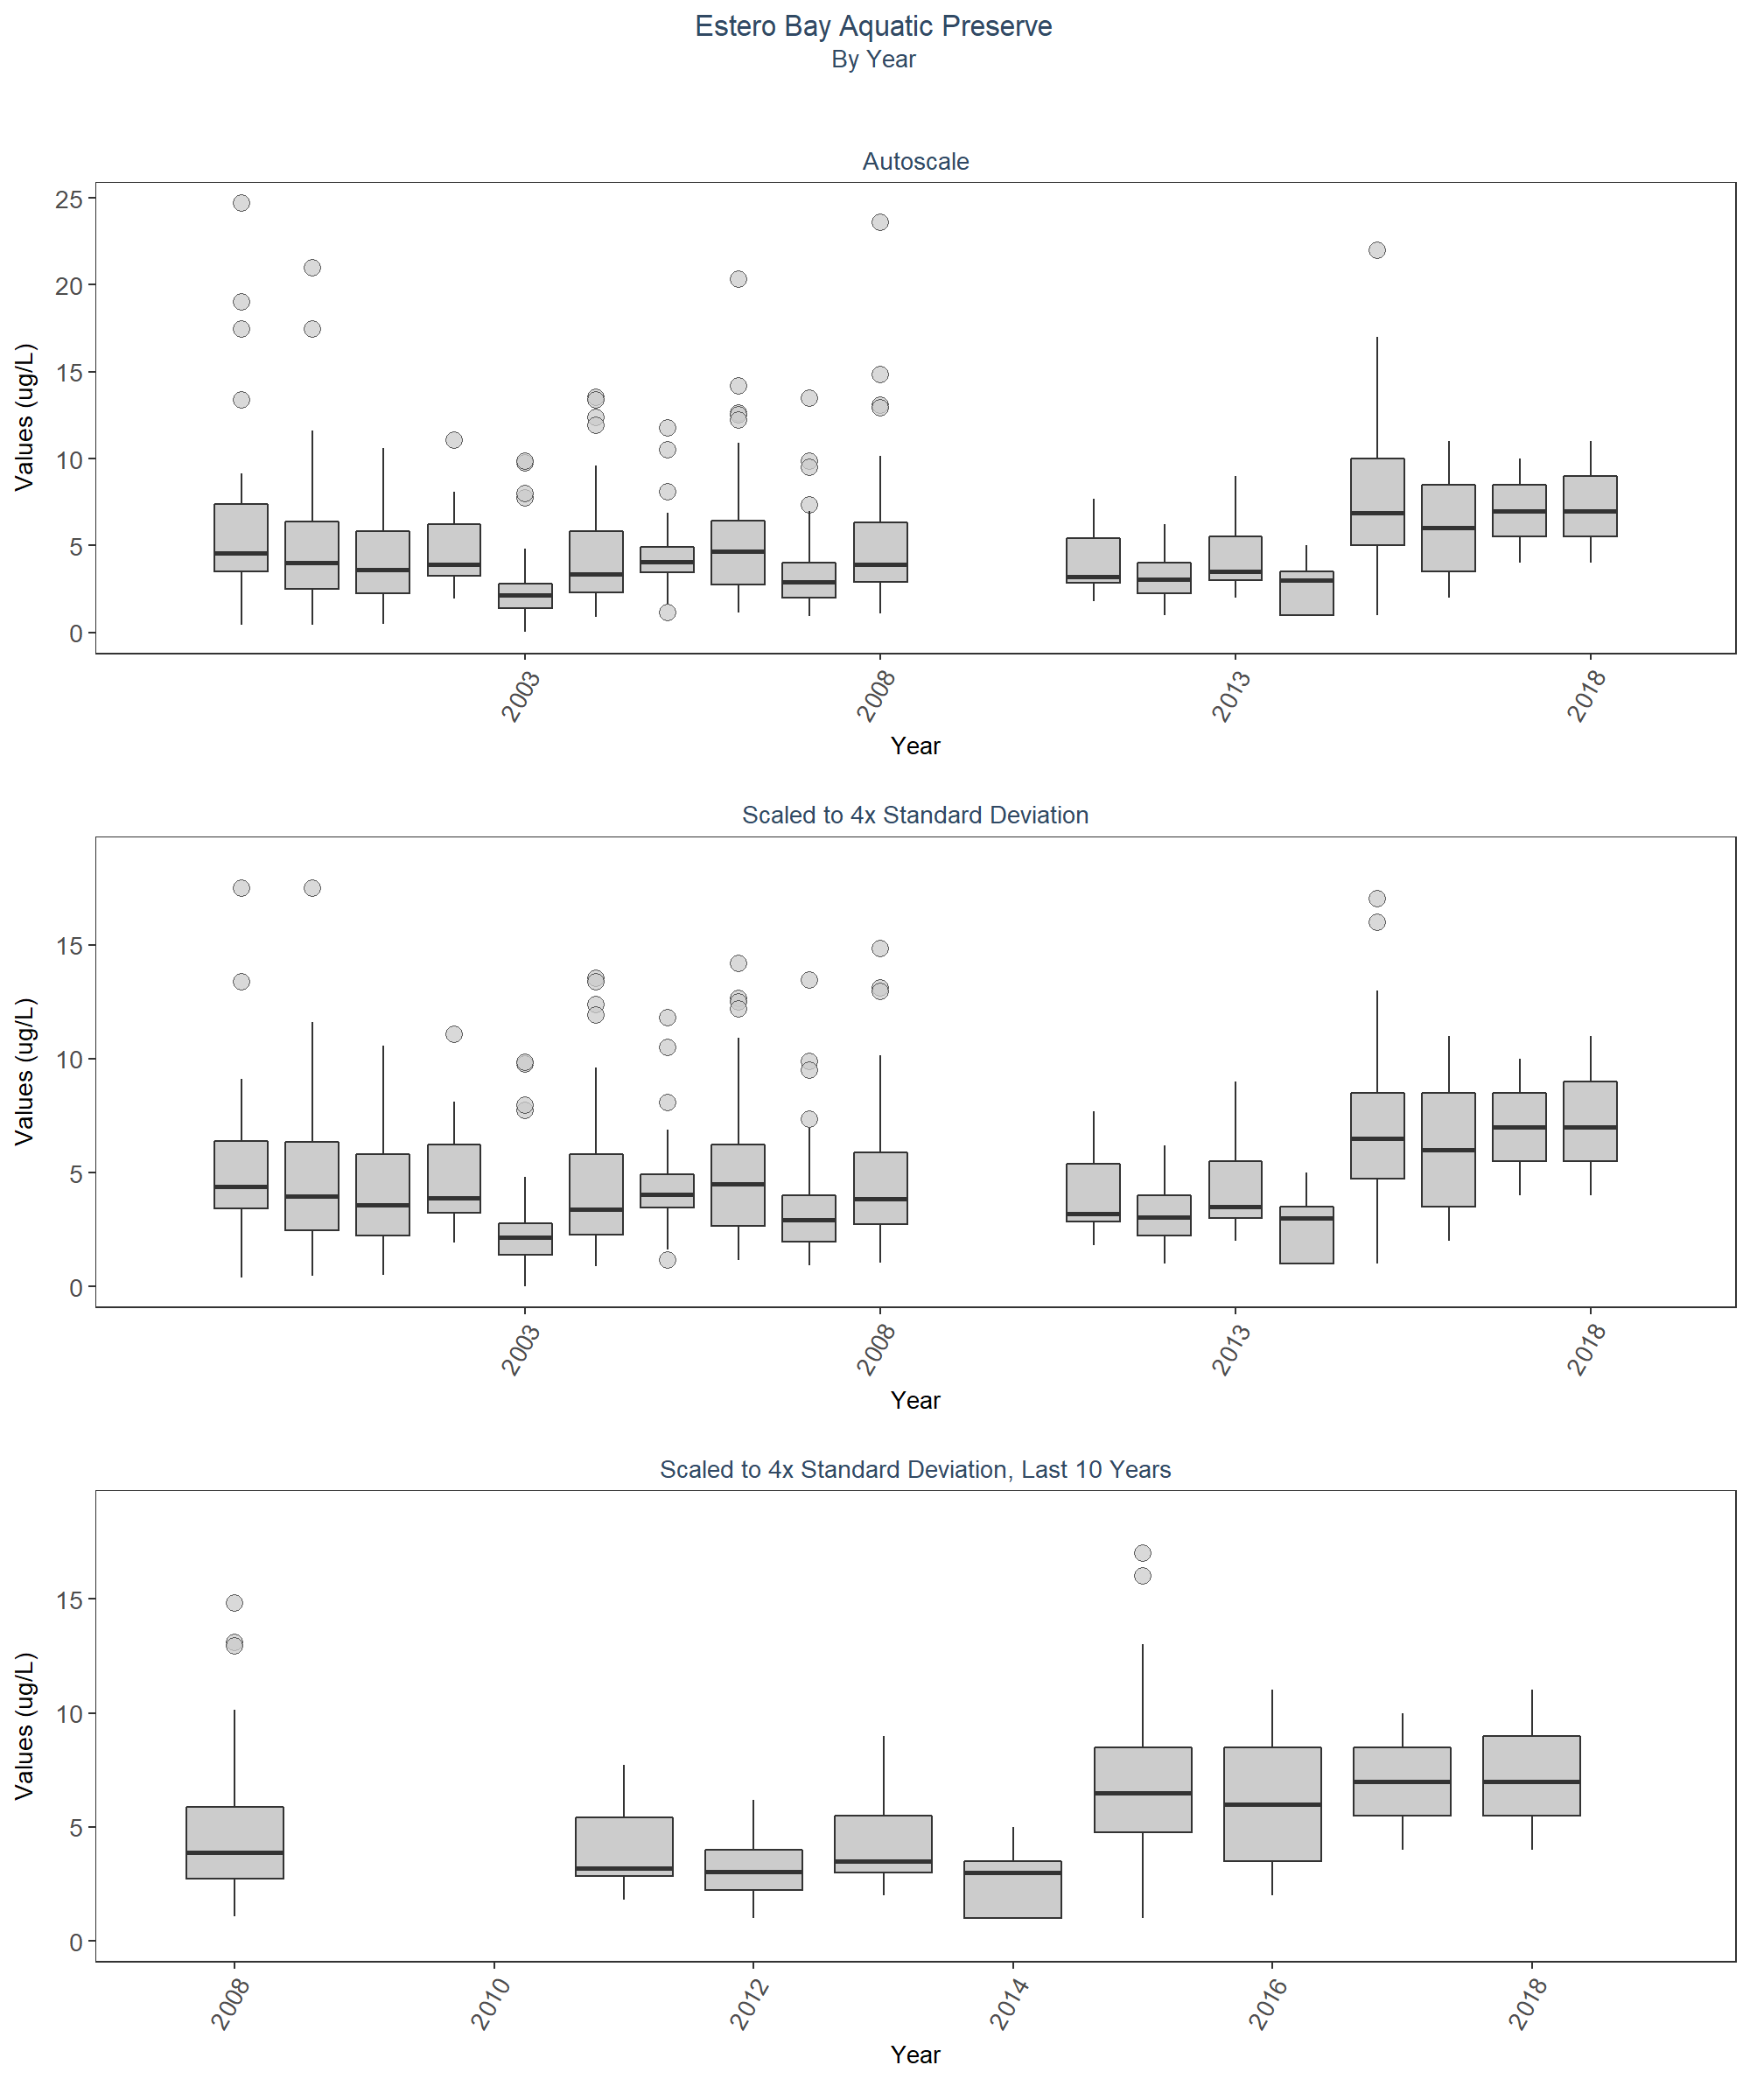 Estero Bay Aquatic Preserve
By Year
Autoscale
Values (ug/L)
25
20
15
10
5
0
2003
2008
2013
2018
Year
Scaled to 4x Standard Deviation
Values (ug/L)
15
10
5
0
2003
2008
2013
2018
Year
Scaled to 4x Standard Deviation, Last 10 Years
Values (ug/L)
15
10
5
0
2008
2010
2012
2014
2016
2018
Year